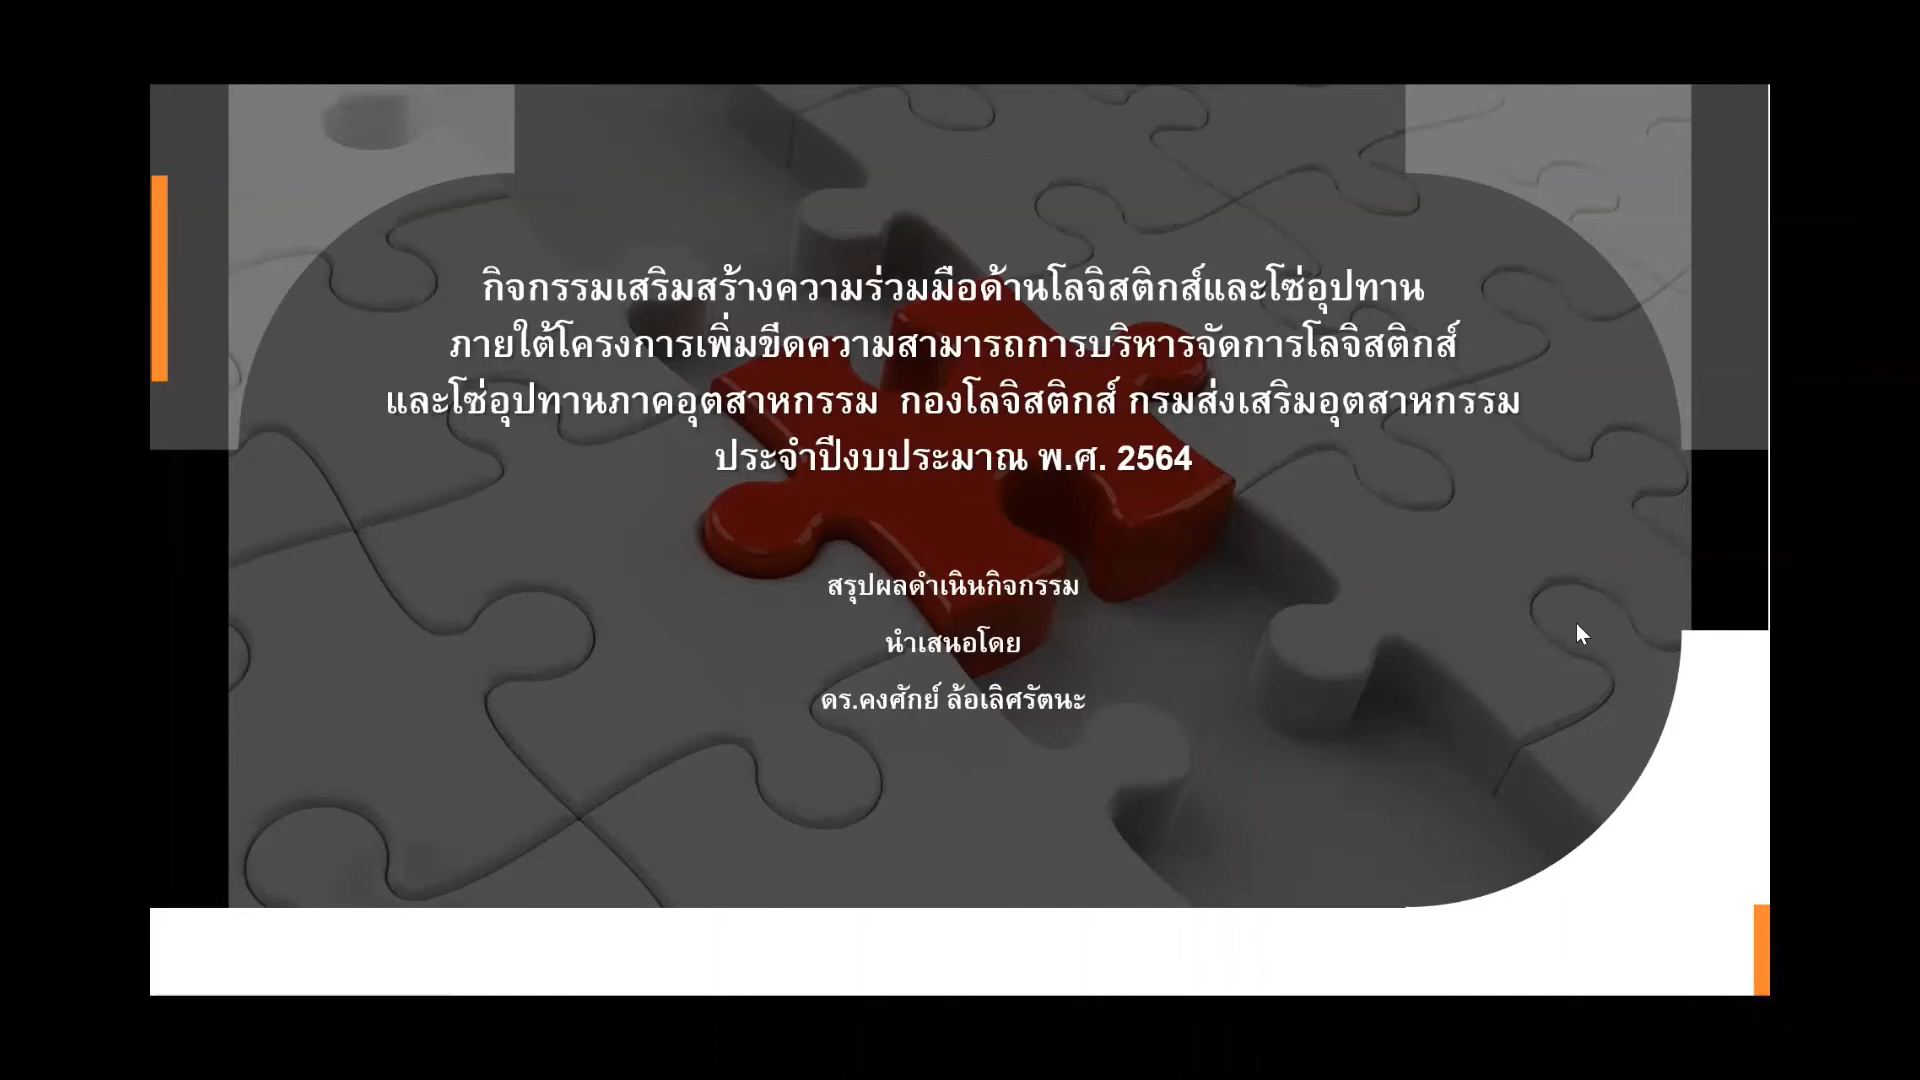 กิจกรรมเสริมสร้างความร่วมมือด้านโลจิสติกส์และโซ่อุปทาน
ภายใต้โครงการเพิ่มขีดความสามารถการบริหารจัดการโลจิสติกส์
และโซ่อุปทานภาคอุตสาหกรรม กองโลจิสติกส์ กรมส่งเสริมอุตสาหกรรม
ประจำปีงบประมาณ พ.ศ. 2564
สรุปผลดำเนินกิจกรรม
นำเสนอโดย
ดร.คงศักย์ ล้อเลิศรัตนะ